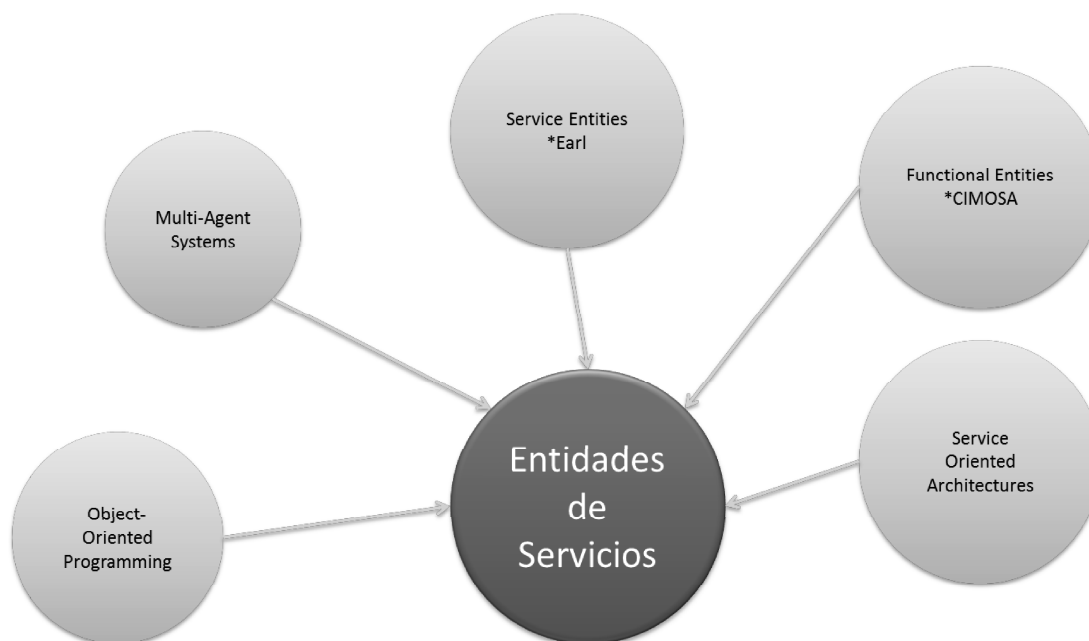 Service Entities
*Earl
Functional Entities
*CIMOSA
Multi-Agent
Systems
Service
Oriented
Architectures
Entidades
de
Servicios
Object-
Oriented
Programming